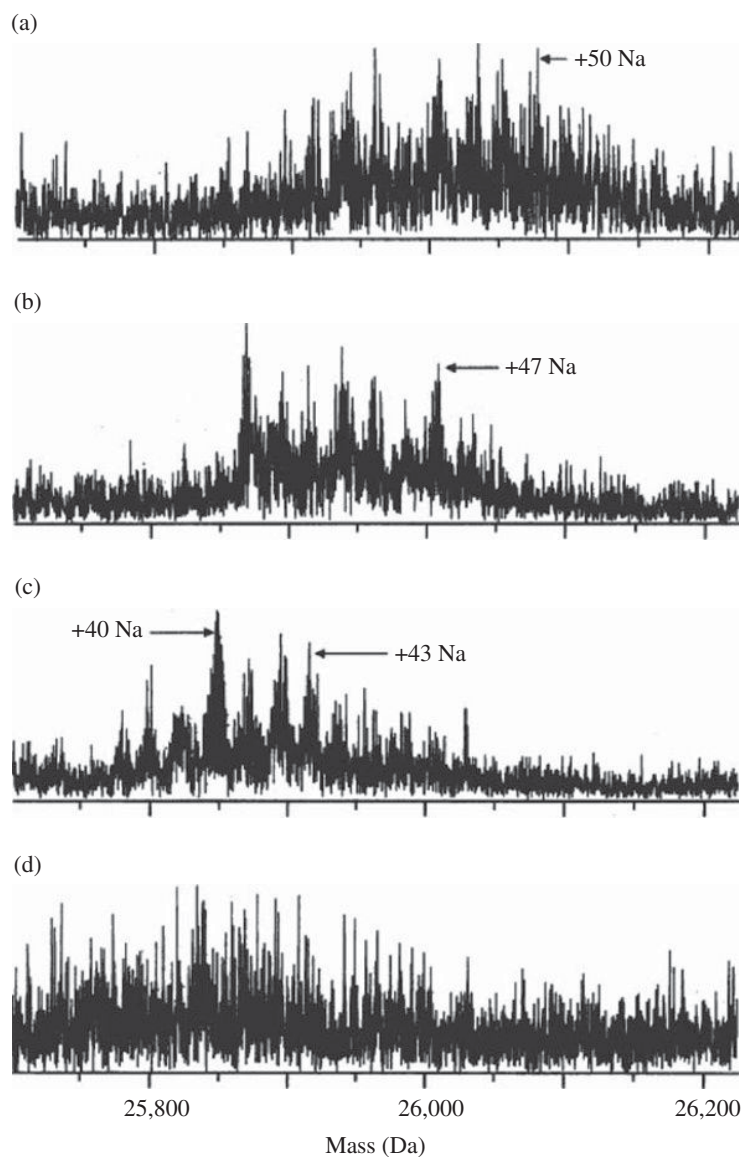 (a)
+50 Na
(b)
+47 Na
(c)
+40 Na
+43 Na
(d)
25,800 26,000 26,200
Mass (Da)